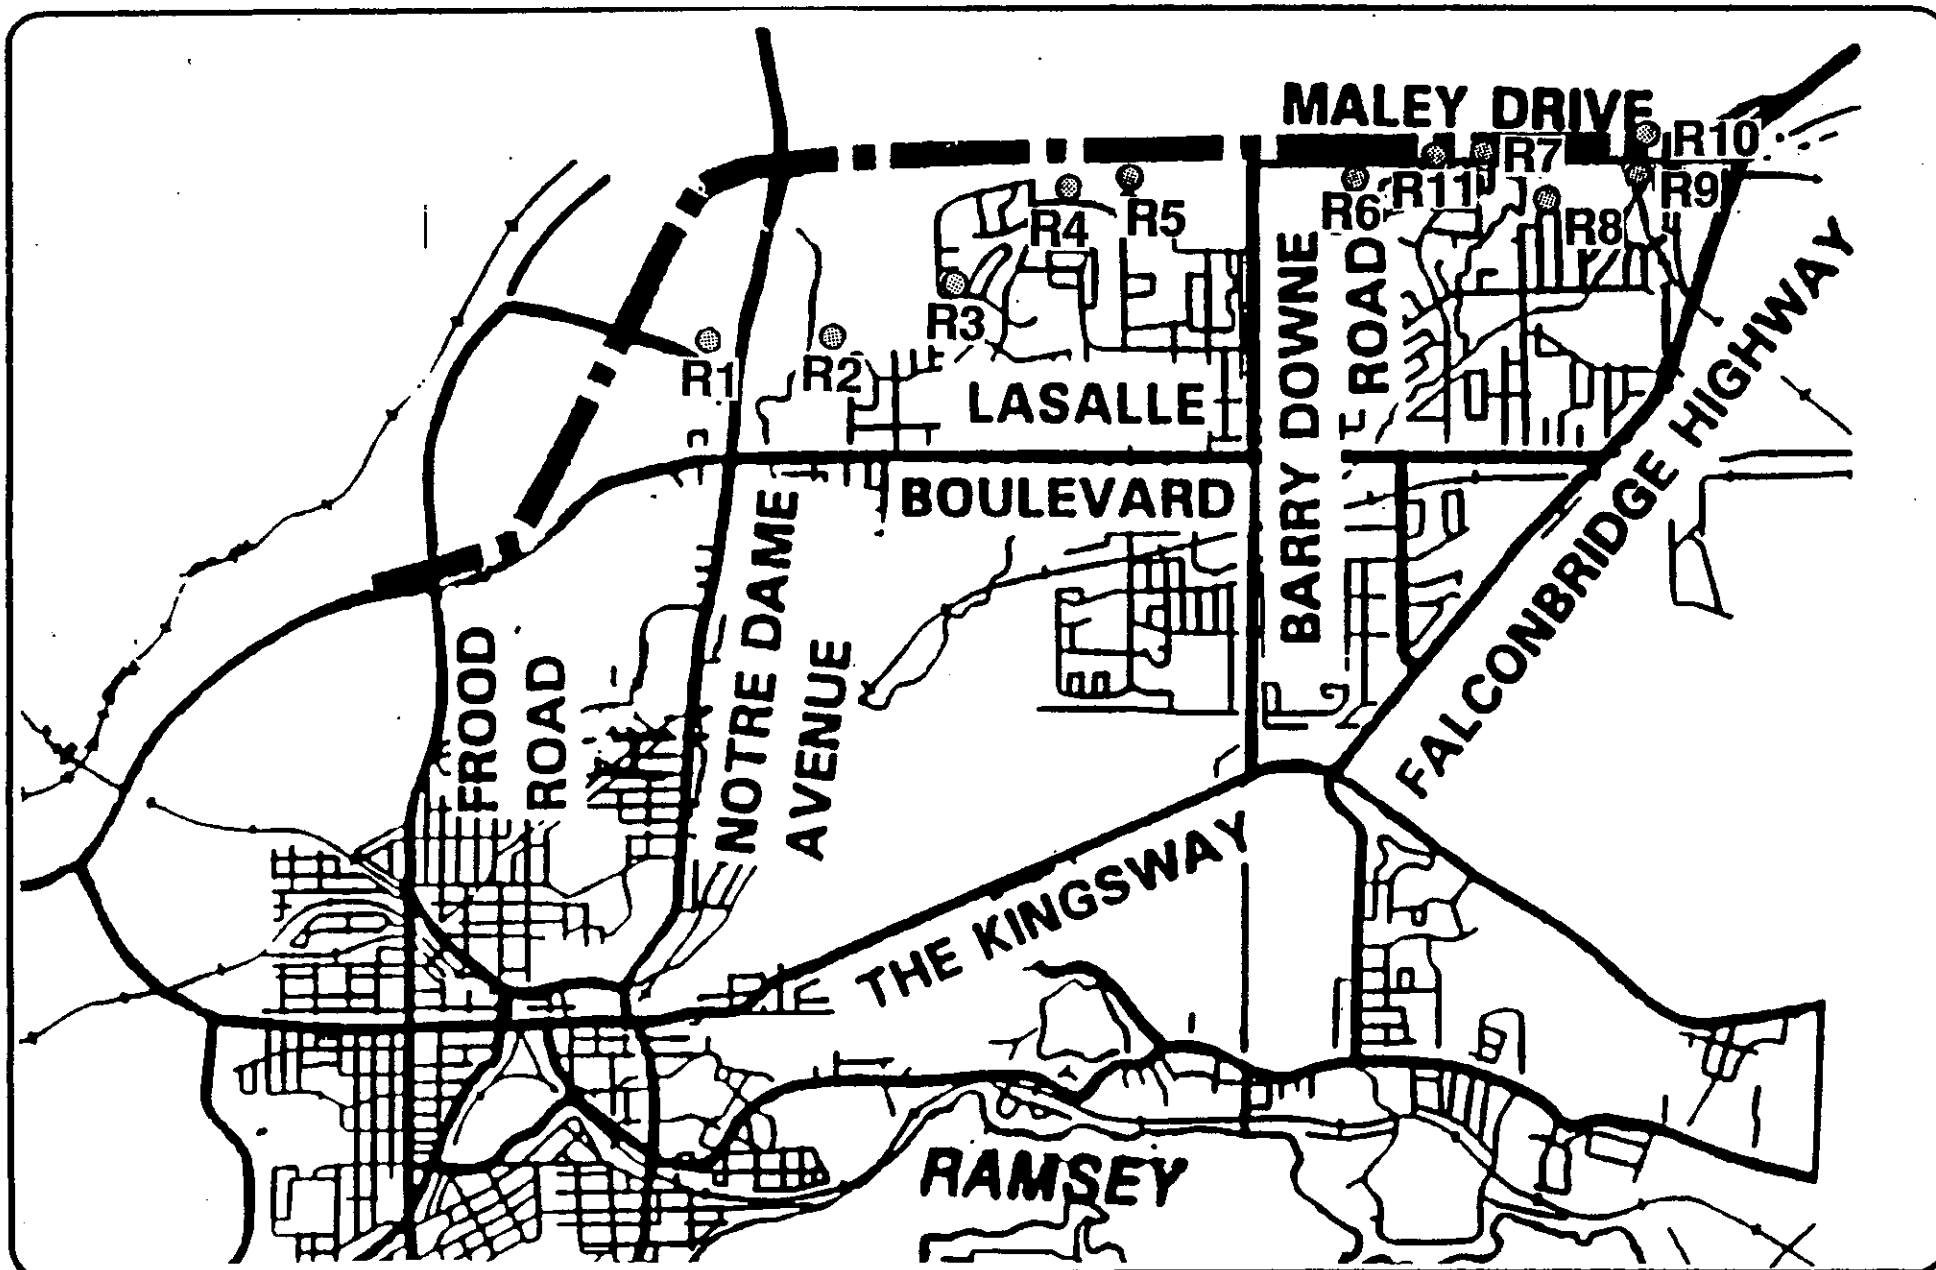 MALEY DRIVE
R10
R7
R11
R9
R6
R4
R5
R8
R3
R1
R2
LASALLE
BOULEVARD
BARRY DOWNE
ROAD
FALCONBRIDGE HIGHWAY
FROOD
ROAD
NOTRE DAME
AVENUE
THE KINGSWAY
RAMSEY